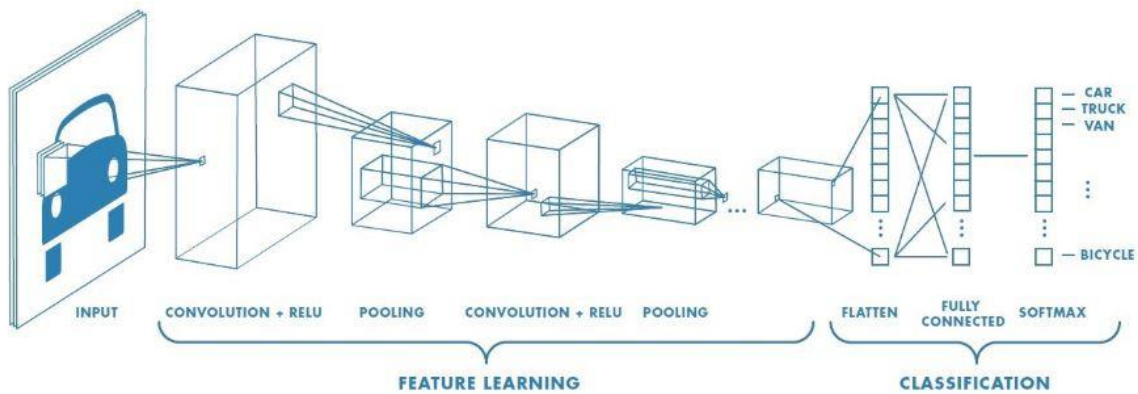 CAR
TRUCK
VAN
BICYCLE
INPUT
CONVOLUTION + RELU
POOLING
CONVOLUTION + RELU
POOLING
FLATTEN
FULLY
CONNECTED
SOFTMAX
FEATURE LEARNING
CLASSIFICATION